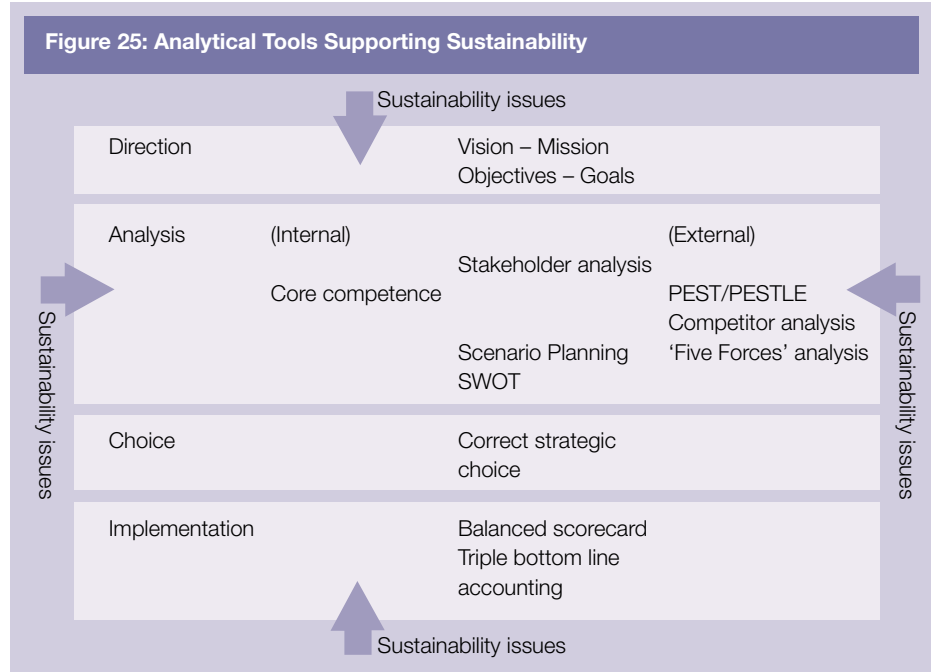 Figure 25: Analytical Tools Supporting Sustainability
Sustainability issues
Direction
Vision – Mission
Objectives – Goals
Analysis
(Internal)
(External)
Stakeholder analysis
Core competence
PEST/PESTLE
Competitor analysis
Scenario Planning
‘Five Forces’ analysis
SWOT
Sustainability issues
Sustainability issues
Choice
Correct strategic
choice
Implementation
Balanced scorecard
Triple bottom line
accounting
Sustainability issues